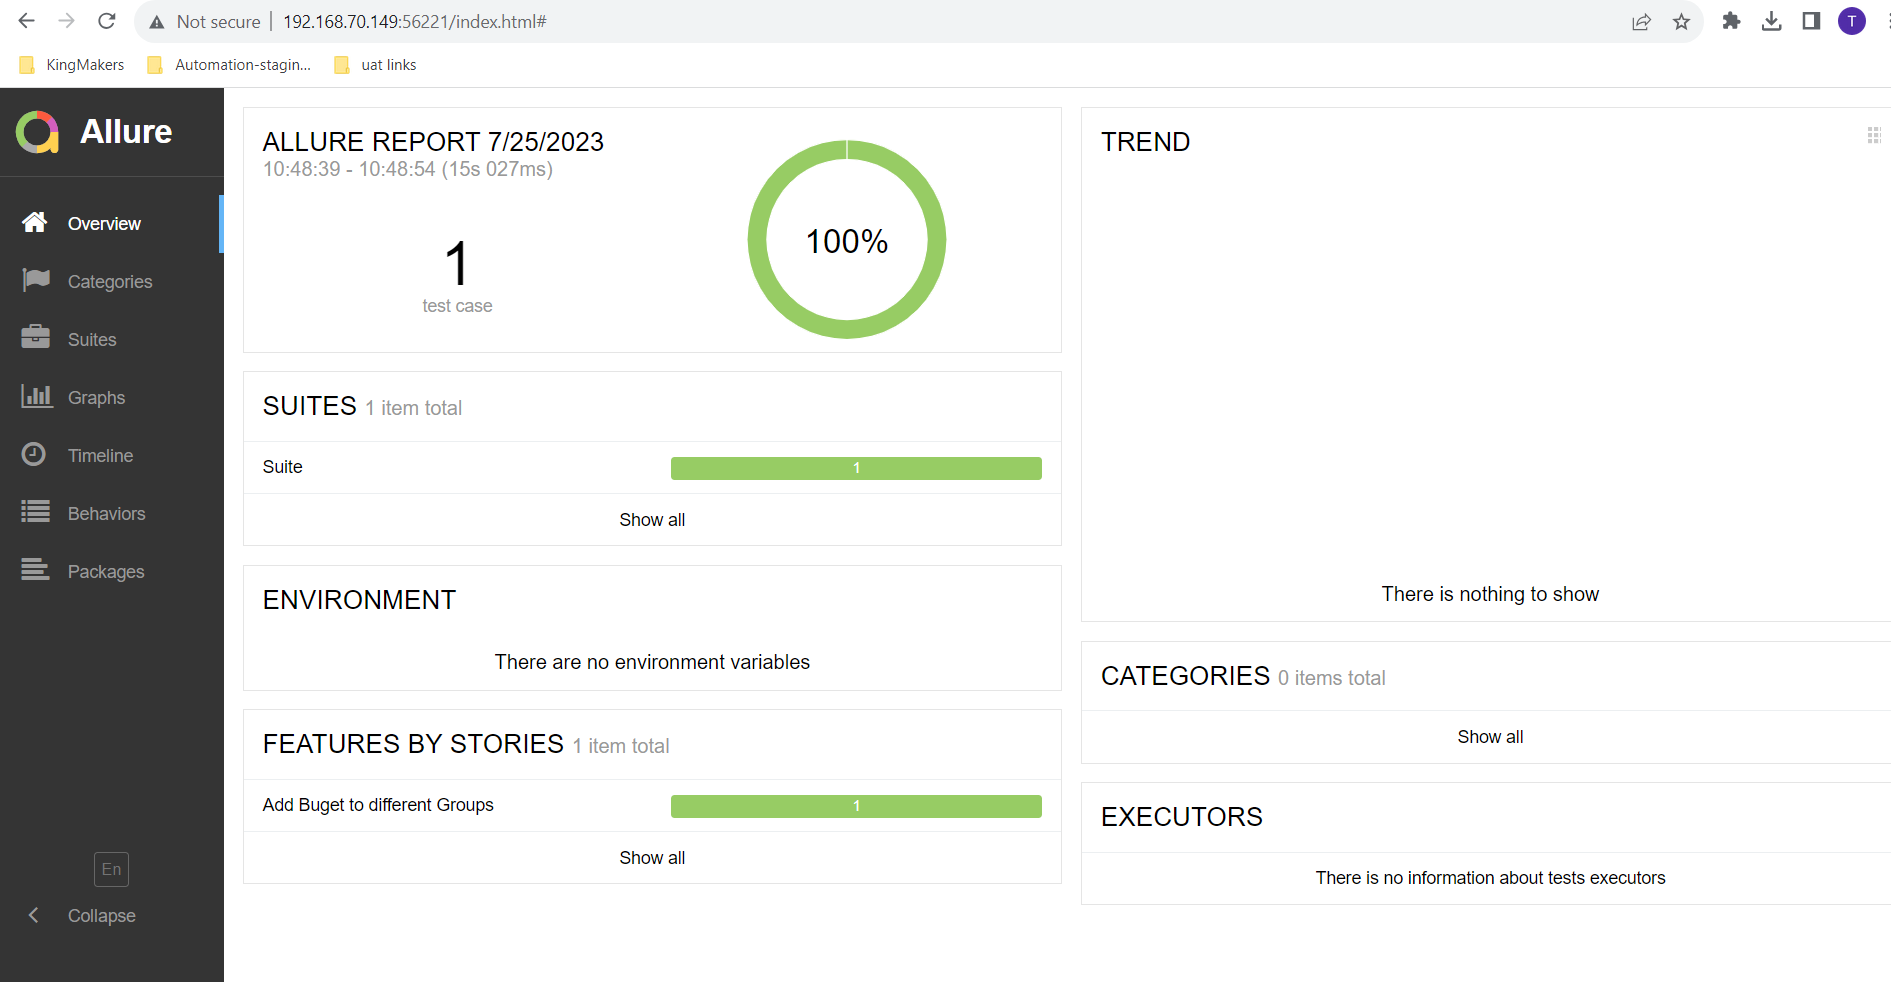 Not secure 192.168.70.149:56221/index.html#
T
KingMakers Automation-stagin... uat links
Allure
Overview
Categories
Suites
Graphs
Timeline
Behaviors
Packages
En
Collapse
ALLURE REPORT 7/25/2023
10:48:39 - 10:48:54 (15s 027ms)
1
test case
100%
SUITES 1 item total
Suite 1
Show all
ENVIRONMENT
There are no environment variables
FEATURES BY STORIES 1 item total
Add Buget to different Groups 1
Show all
TREND
There is nothing to show
CATEGORIES 0 items total
Show all
EXECUTORS
There is no information about tests executors